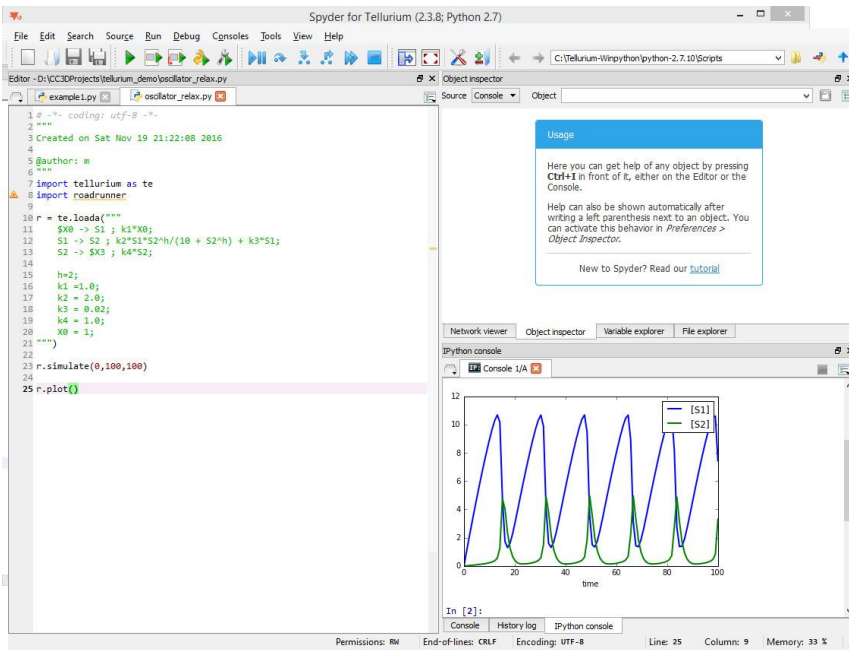 Spyder for Tellurium (2.3.8; Python 2.7)
File Edit Search Source Run Debug Consoles Tools View Help
C:\Tellurium-Winpython\python-2.7.10\Scripts
Editor - D:\CC3DProjects\tellurium_demo\oscillator_relax.py
example1.py
oscillator_relax.py
1 # -*- coding: utf-8 -*-
2 """
3 Created on Sat Nov 19 21:22:08 2016
4
5 @author: m
6 """
7 import tellurium as te
8 import roadrunner
9
10 r = te.loada("""
11 $X0 -> S1 ; k1*X0;
12 S1 -> S2 ; k2*S1*S2^h/(10 + S2^h) + k3*S1;
13 S2 -> $X3 ; k4*S2;
14
15 h=2;
16 k1 =1.0;
17 k2 = 2.0;
18 k3 = 0.02;
19 k4 = 1.0;
20 X0 = 1;
21 """)
22
23 r.simulate(0,100,100)
24
25 r.plot()
Object inspector
Source Console Object
Usage
Here you can get help of any object by pressing
Ctrl+I in front of it, either on the Editor or the
Console.
Help can also be shown automatically after
writing a left parenthesis next to an object. You
can activate this behavior in Preferences >
Object Inspector.
New to Spyder? Read our tutorial
Network viewer Object inspector Variable explorer File explorer
IPython console
IP: Console 1/A
[S1]
[S2]
12
10
8
6
4
2
0
0 20 40 60 80 100
time
In [2]:
Console History log IPython console
Permissions: RW End-of-lines: CRLF Encoding: UTF-8 Line: 25 Column: 9 Memory: 33 %